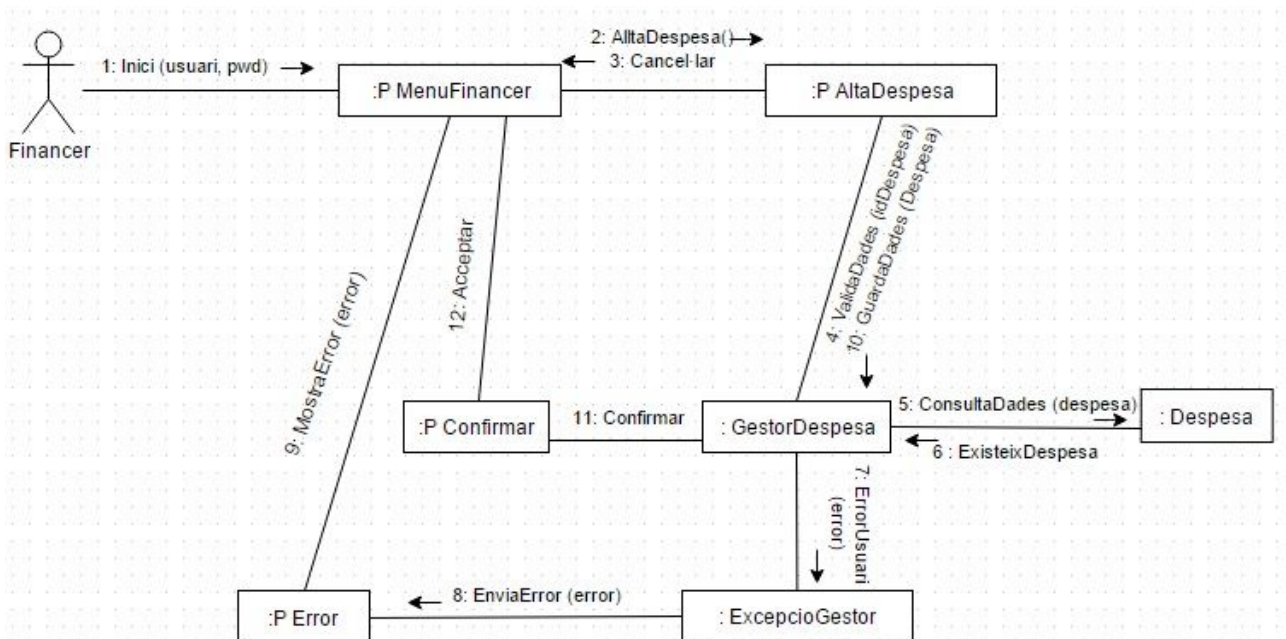 2: AlltaDespesa()
1: Inici (usuari, pwd)
3: Cancel·lar
:P MenuFinancer
:P AltaDespesa
Financer
4: ValidaDades (idDespesa)
10: GuardaDades (Despesa)
12: Acceptar
9: MostraError (error)
:P Confirmar
11: Confirmar
: GestorDespesa
5: ConsultaDades (despesa)
: Despesa
6 : ExisteixDespesa
7: ErrorUsuari
(error)
8: EnviaError (error)
:P Error
: ExcepcioGestor